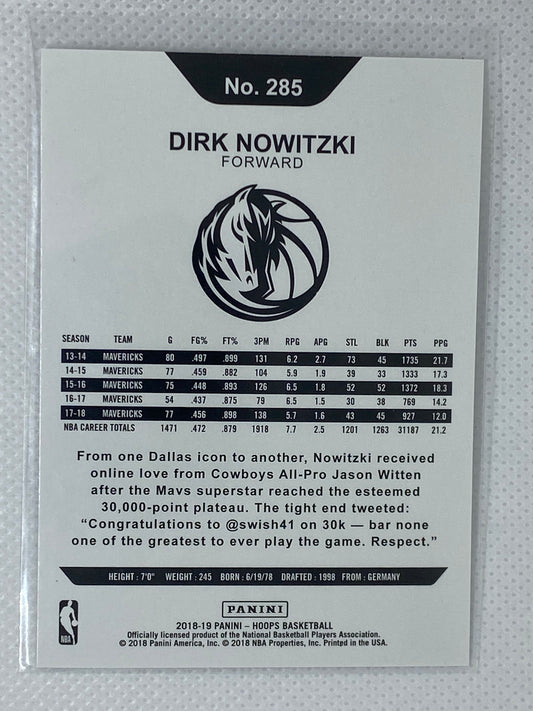 No. 285
DIRK NOWITZKI
FORWARD
SEASON TEAM G FG% FT% 3PM RPG APG STL BLK PTS PPG
13-14 MAVERICKS 80 .497 .899 131 6.2 2.7 73 45 1735 21.7
14-15 MAVERICKS 77 .459 .882 104 5.9 1.9 39 33 1333 17.3
15-16 MAVERICKS 75 .448 .893 126 6.5 1.8 52 52 1372 18.3
16-17 MAVERICKS 54 .437 .875 79 6.5 1.5 30 38 769 14.2
17-18 MAVERICKS 77 .456 .898 138 5.7 1.6 43 45 927 12.0
NBA CAREER TOTALS 1471 .472 .879 1918 7.7 2.5 1201 1263 31187 21.2
From one Dallas icon to another, Nowitzki received
online love from Cowboys All-Pro Jason Witten
after the Mavs superstar reached the esteemed
30,000-point plateau. The tight end tweeted:
“Congratulations to @swish41 on 30k — bar none
one of the greatest to ever play the game. Respect.”
HEIGHT : 7'0" WEIGHT : 245 BORN : 6/19/78 DRAFTED : 1998 FROM : GERMANY
PANINI
2018-19 PANINI – HOOPS BASKETBALL
Officially licensed product of the National Basketball Players Association.
© 2018 Panini America, Inc. © 2018 NBA Properties, Inc. Printed in the USA.
NBA